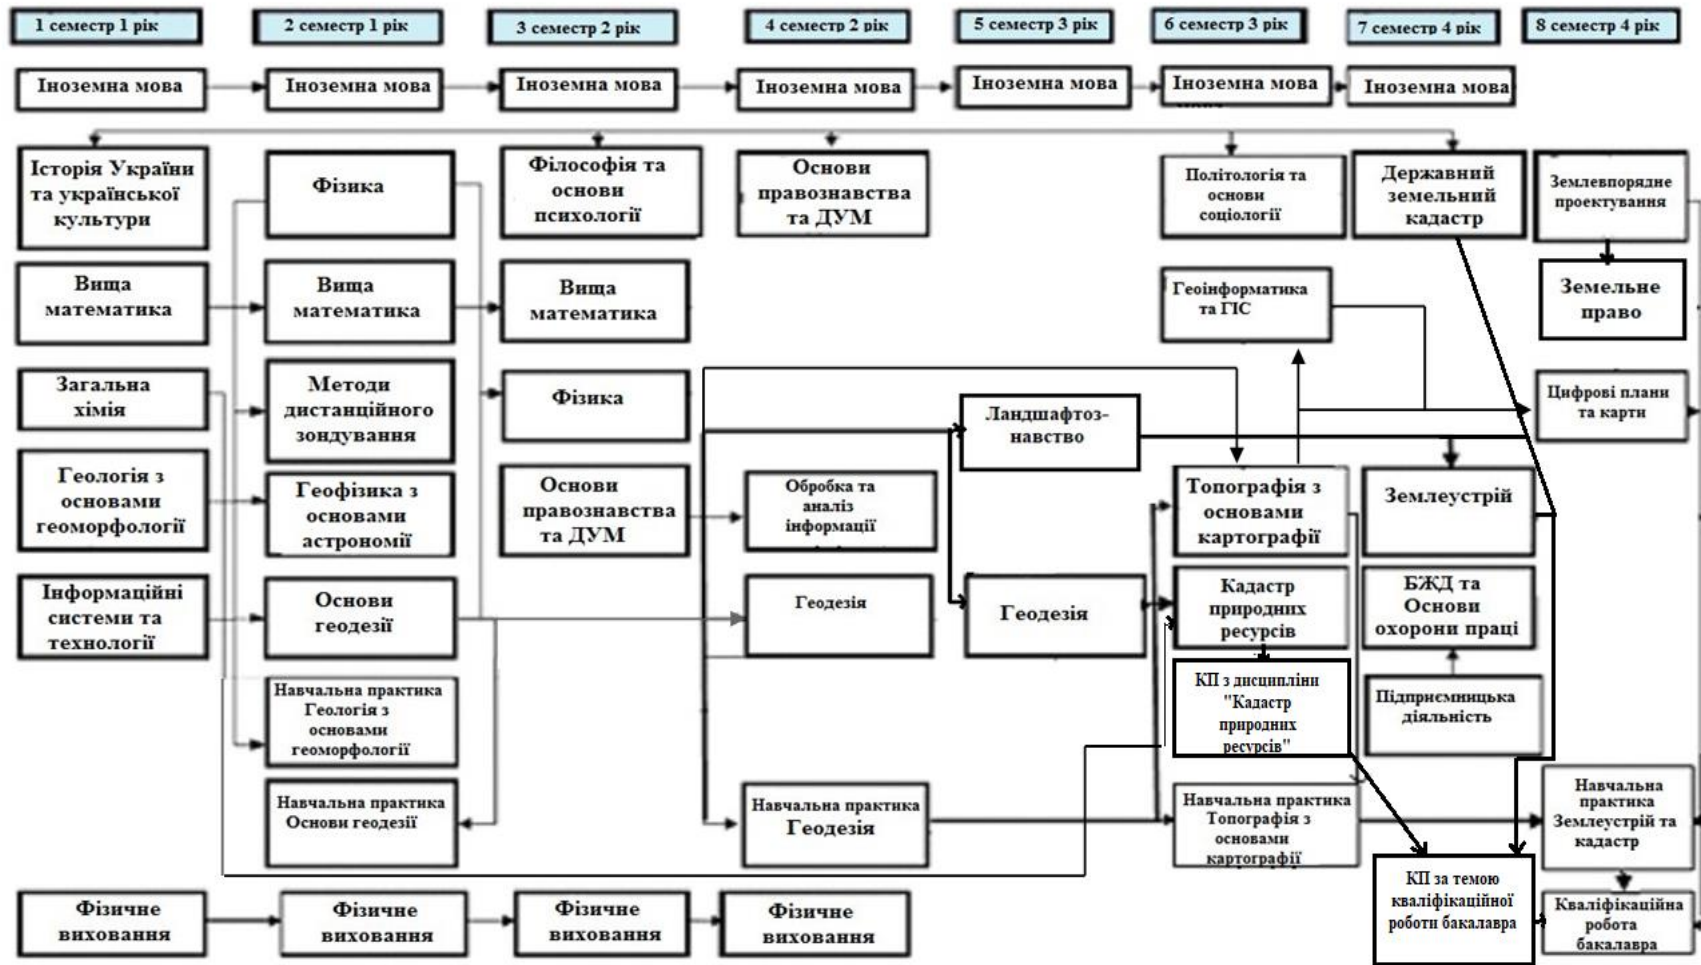 1 семестр 1 рік
2 семестр 1 рік
3 семестр 2 рік
4 семестр 2 рік
5 семестр 3 рік
6 семестр 3 рік
7 семестр 4 рік
8 семестр 4 рік
Іноземна мова
Іноземна мова
Іноземна мова
Іноземна мова
Іноземна мова
Іноземна мова
Іноземна мова
Історія України
та української
культури
Фізика
Філософія та
основи
психології
Основи
правознавства
та ДУМ
Політологія та
основи
соціології
Державний
земельний
кадастр
Землевпорядне
проектування
Вища
математика
Вища
математика
Вища
математика
Геоінформатика
та ГІС
Земельне
право
Загальна
хімія
Методи
дистанційного
зондування
Фізика
Ландшафтоз-
навство
Цифрові плани
та карти
Геологія з
основами
геоморфології
Геофізика з
основами
астрономії
Основи
правознавства
та ДУМ
Обробка та
аналіз
інформації
Топографія з
основами
картографії
Землеустрій
Інформаційні
системи та
технології
Основи
геодезії
Геодезія
Геодезія
Кадастр
природних
ресурсів
БЖД та
Основи
охорони праці
Навчальна практика
Геологія з
основами
геоморфології
КП з дисципліни
"Кадастр
природних
ресурсів"
Підприємницька
діяльність
Навчальна практика
Основи геодезії
Навчальна практика
Геодезія
Навчальна практика
Топографія з
основами
картографії
Навчальна
практика
Землеустрій та
кадастр
Фізичне
виховання
Фізичне
виховання
Фізичне
виховання
Фізичне
виховання
КП за темою
кваліфікаційної
роботи бакалавра
Кваліфікаційна
робота
бакалавра